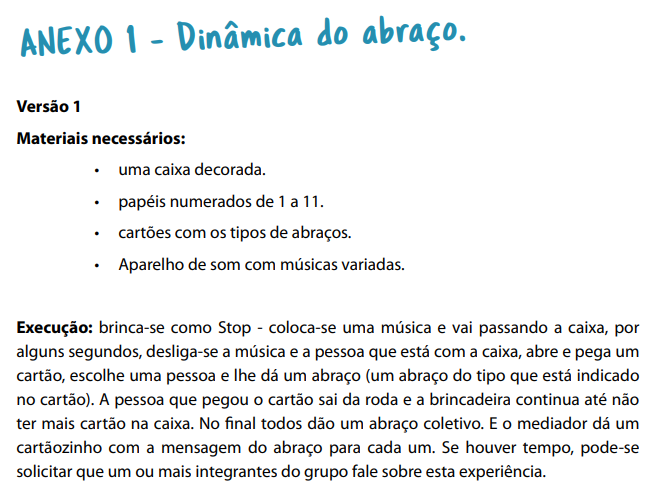 ANEXO 1 - Dinâmica do abraço.
Versão 1
Materiais necessários:
• uma caixa decorada.
• papéis numerados de 1 a 11.
• cartões com os tipos de abraços.
• Aparelho de som com músicas variadas.
Execução: brinca-se como Stop - coloca-se uma música e vai passando a caixa, por
alguns segundos, desliga-se a música e a pessoa que está com a caixa, abre e pega um
cartão, escolhe uma pessoa e lhe dá um abraço (um abraço do tipo que está indicado
no cartão). A pessoa que pegou o cartão sai da roda e a brincadeira continua até não
ter mais cartão na caixa. No final todos dão um abraço coletivo. E o mediador dá um
cartãozinho com a mensagem do abraço para cada um. Se houver tempo, pode-se
solicitar que um ou mais integrantes do grupo fale sobre esta experiência.